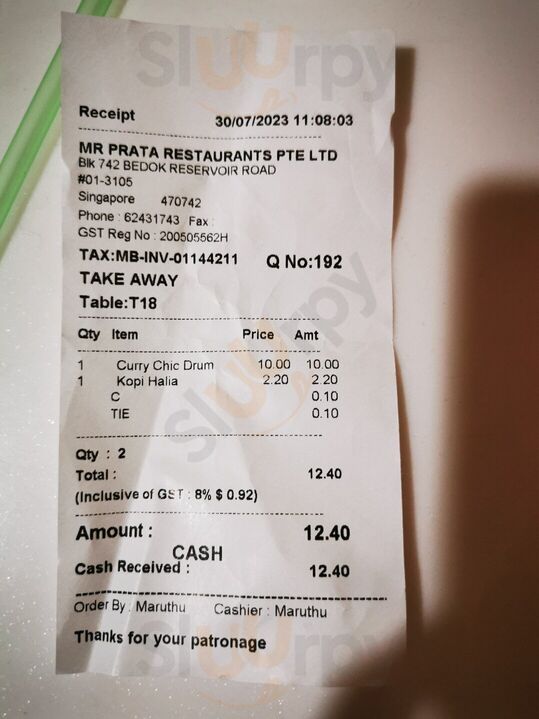 Sluurpy
Receipt 30/07/2023 11:08:03
MR PRATA RESTAURANTS PTE LTD
Blk 742 BEDOK RESERVOIR ROAD
#01-3105
Singapore 470742
Phone : 62431743 Fax :
GST Reg No : 200505562H
TAX:MB-INV-01144211 Q No:192
TAKE AWAY
Table:T18
Sluurpy
Qty Item Price Amt
1 Curry Chic Drum 10.00 10.00
1 Kopi Halia 2.20 2.20
C 0.10
TIE 0.10
Qty : 2
Total : 12.40
(Inclusive of GST : 8% $ 0.92)
Amount : 12.40
CASH
Cash Received : 12.40
Order By : Maruthu Cashier : Maruthu
Thanks for your patronage
Sluurpy